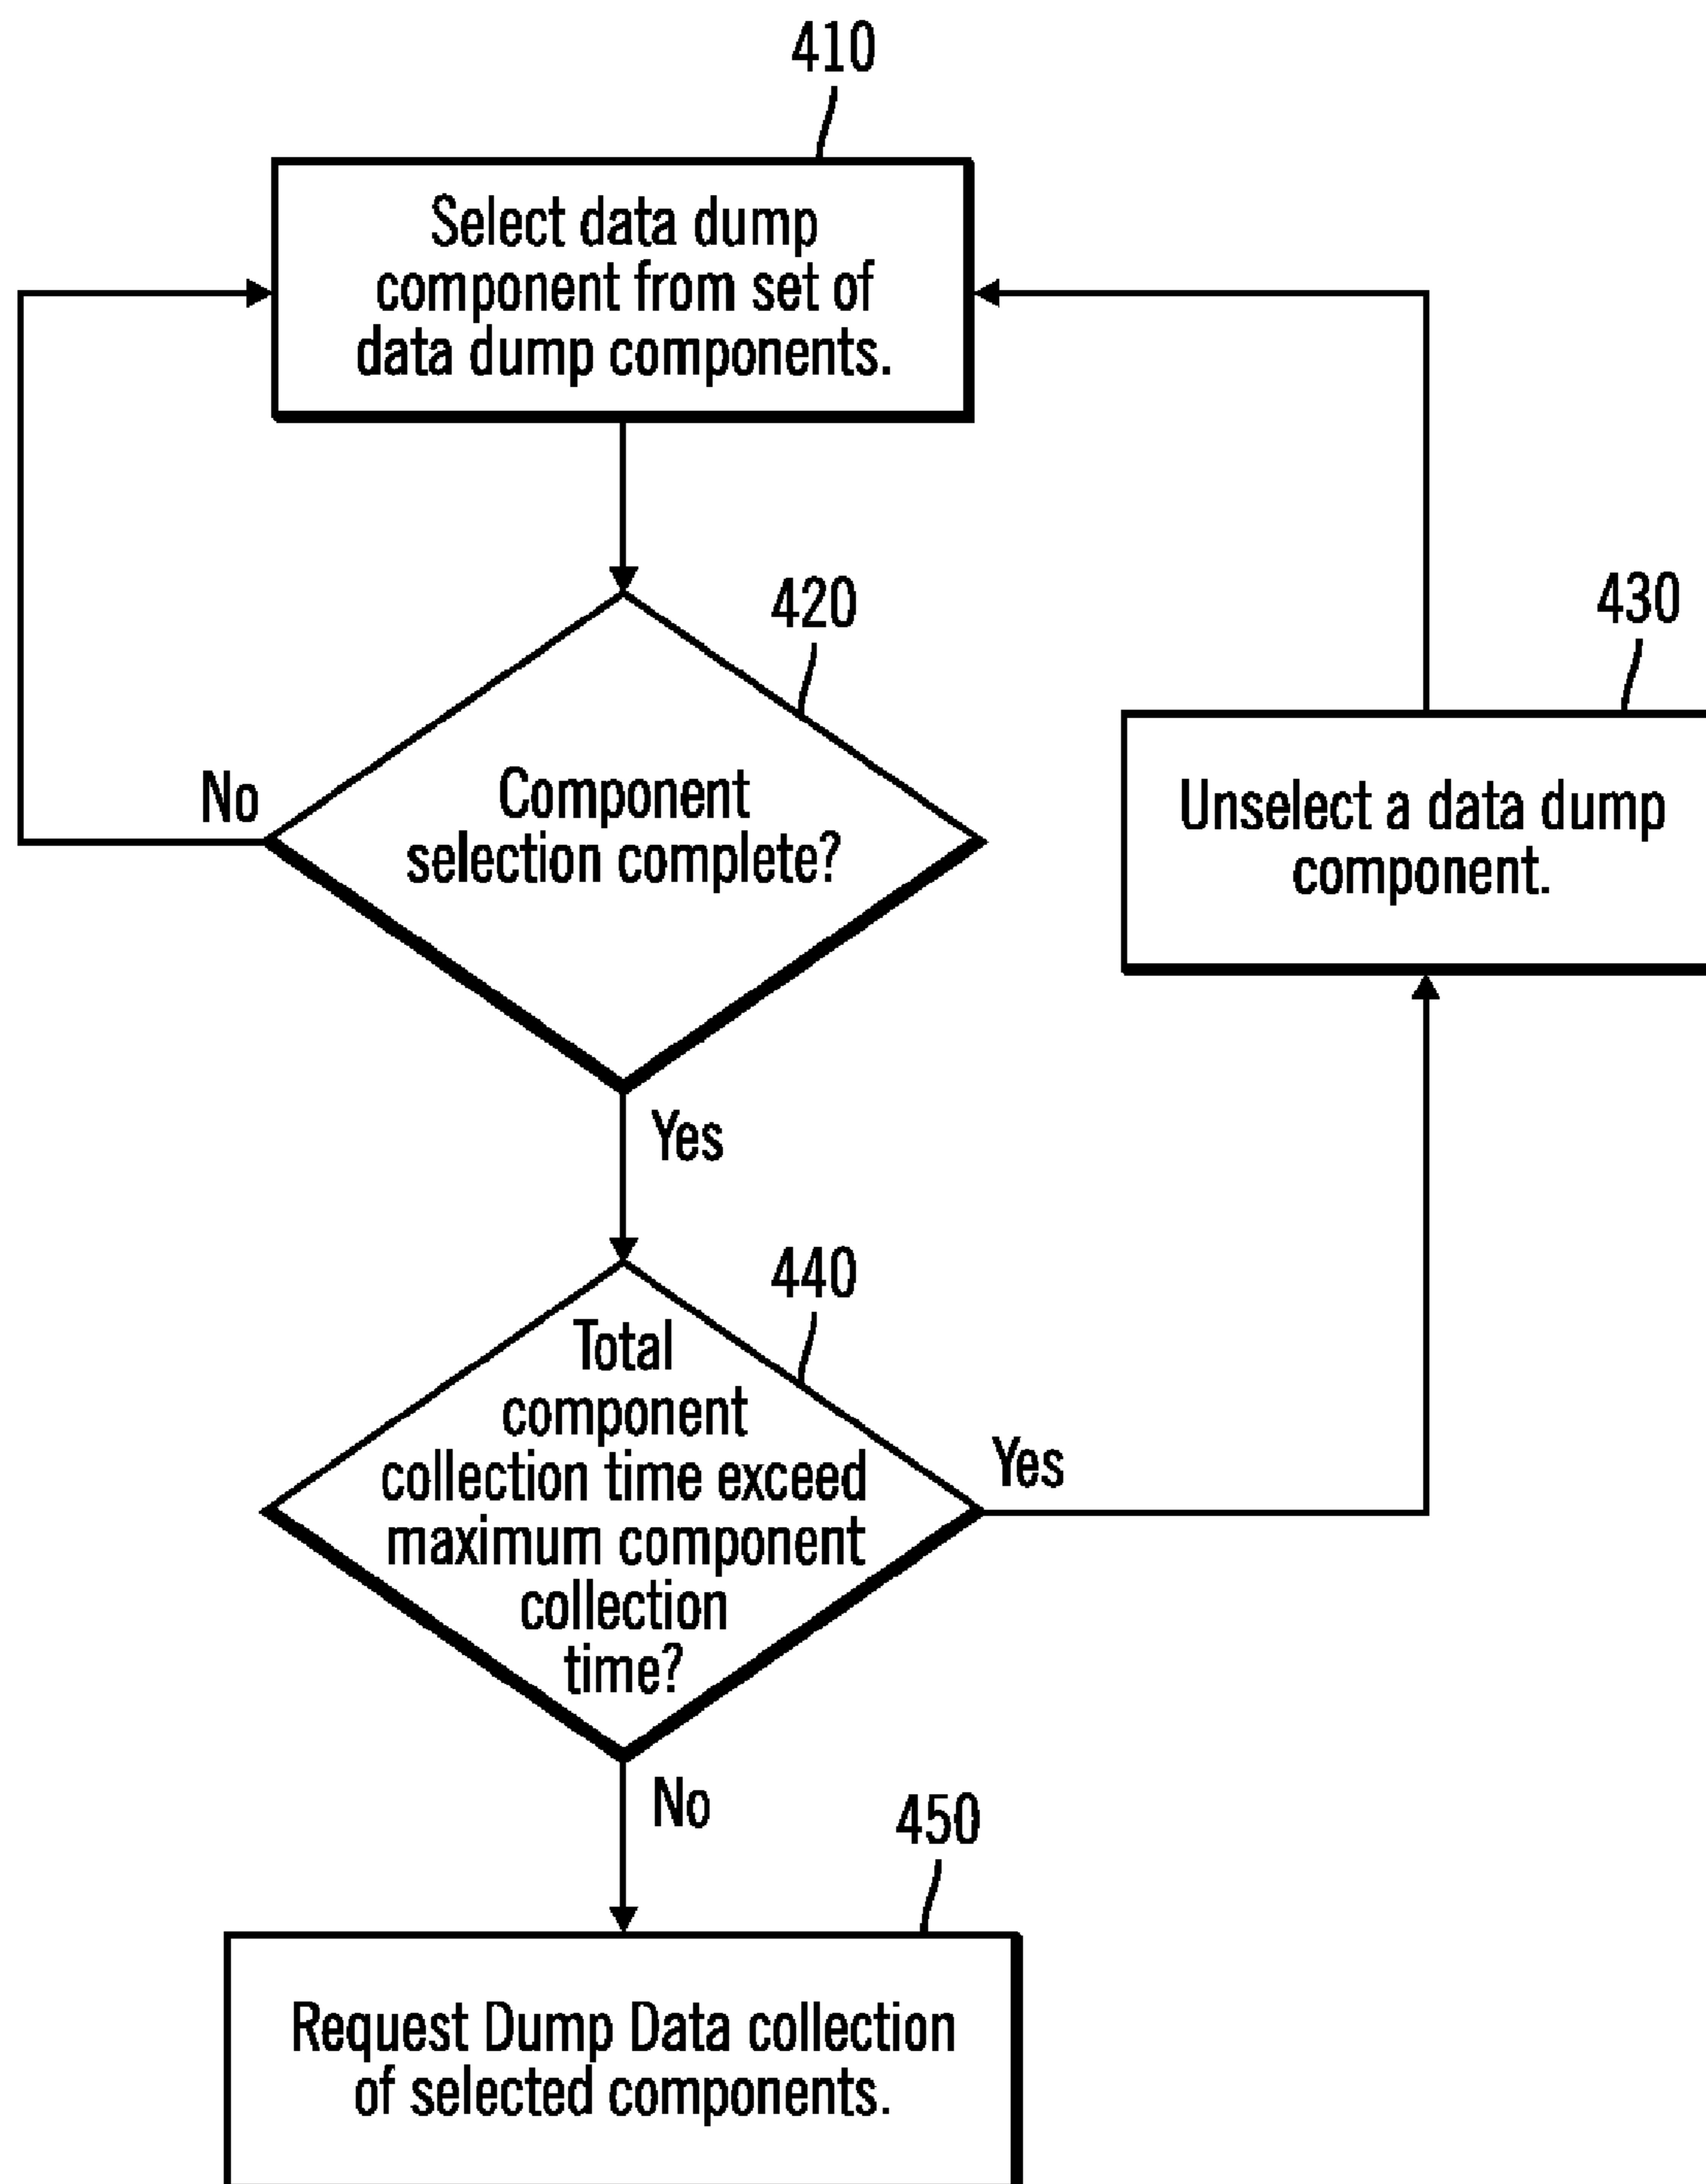 410
Select data dump
component from set of
data dump components.
420
430
No
Component
selection complete?
Unselect a data dump
component.
Yes
440
Total
component
collection time exceed
maximum component
collection
time?
Yes
No
450
Request Dump Data collection
of selected components.